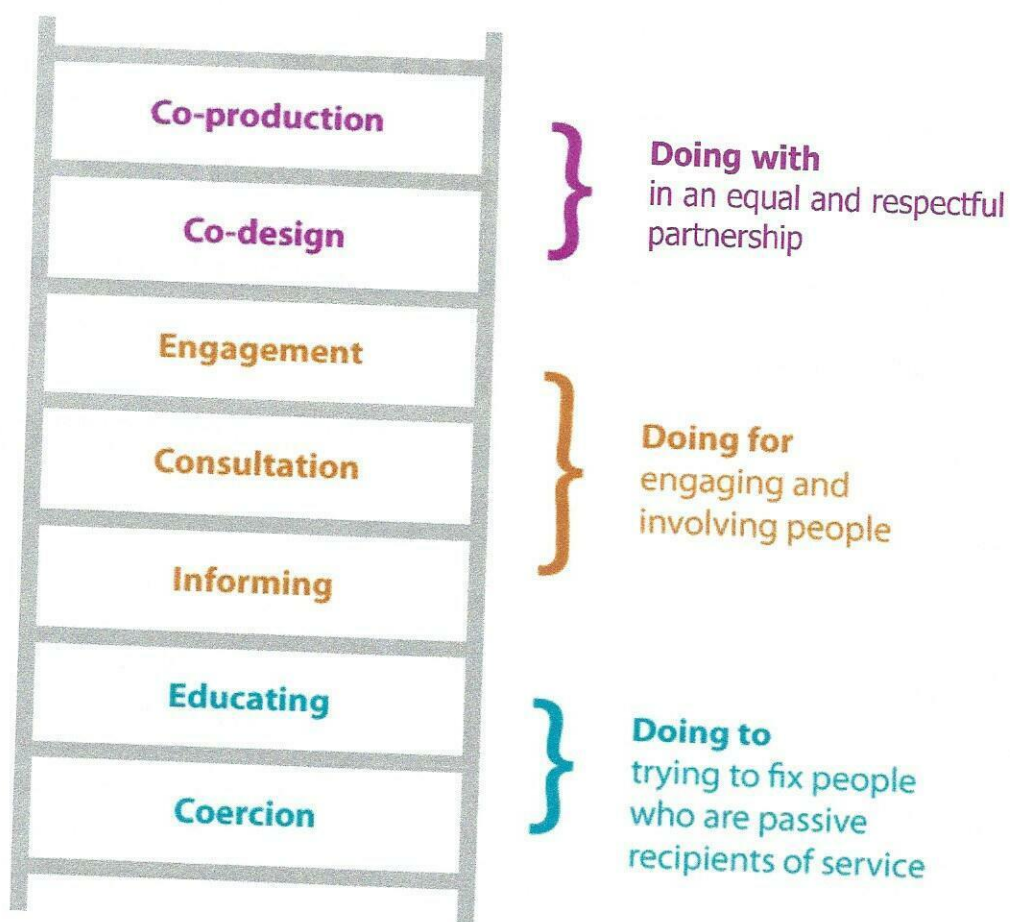 Co-production
Co-design
Doing with
in an equal and respectful
partnership
Engagement
Consultation
Informing
Doing for
engaging and
involving people
Educating
Coercion
Doing to
trying to fix people
who are passive
recipients of service